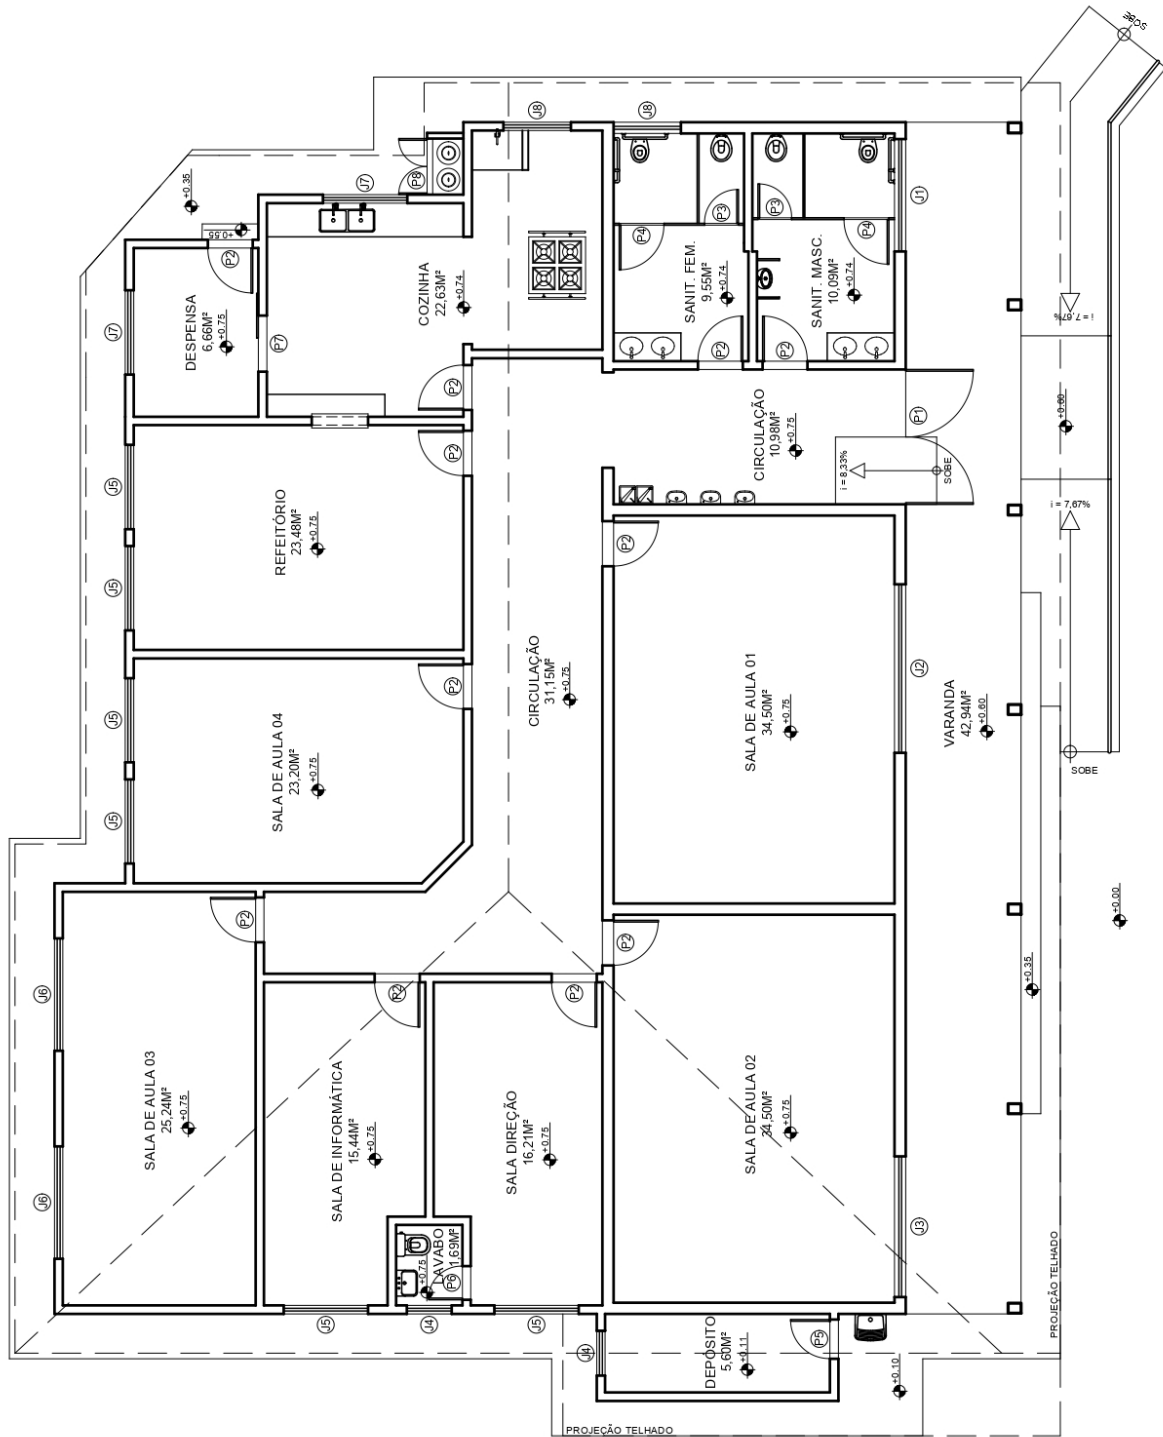 SOBE
J8
J8
P8
J7
+0.35
+0.55
P2
J7
DESPENSA
6,66M²
+0.75
P7
COZINHA
22,63M²
+0.74
P2
P3
P3
P4
P4
SANIT. FEM.
9,55M²
+0.74
SANIT. MASC.
10,09M²
+0.74
J1
P2
P2
i = 7,67%
P1
+0.60
CIRCULAÇÃO
10,98M²
+0.75
i = 8,33%
SOBE
i = 7,67%
P2
J5
REFEITÓRIO
23,48M²
+0.75
J5
P2
CIRCULAÇÃO
31,15M²
+0.75
P2
J5
SALA DE AULA 04
23,20M²
+0.75
J5
SALA DE AULA 01
34,50M²
+0.75
J2
VARANDA
42,94M²
+0.60
SOBE
+0.00
+0.35
P2
P2
J6
SALA DE AULA 03
25,24M²
+0.75
J6
P2
P2
SALA DE INFORMÁTICA
15,44M²
+0.75
SALA DIREÇÃO
16,21M²
+0.75
SALA DE AULA 02
34,50M²
+0.75
LAVABO
1,69M²
+0.75
P6
J3
J5
J4
J5
J4
DEPÓSITO
5,60M²
+0.11
P5
+0.10
PROJEÇÃO TELHADO
PROJEÇÃO TELHADO